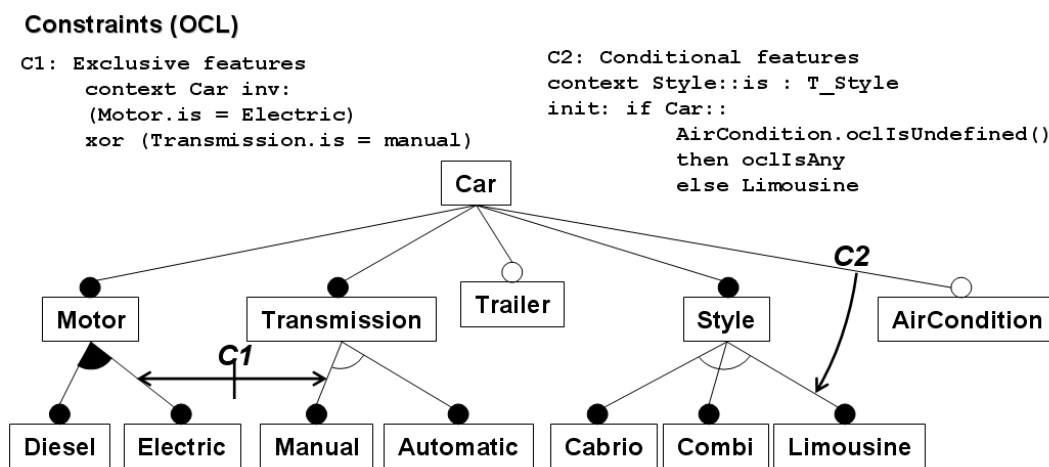 Constraints (OCL)
C1: Exclusive features
context Car inv:
(Motor.is = Electric)
xor (Transmission.is = manual)
C2: Conditional features
context Style::is : T_Style
init: if Car::
AirCondition.oclIsUndefined()
then oclIsAny
else Limousine
Car
C2
Motor
Transmission
Trailer
Style
AirCondition
C1
Diesel
Electric
Manual
Automatic
Cabrio
Combi
Limousine